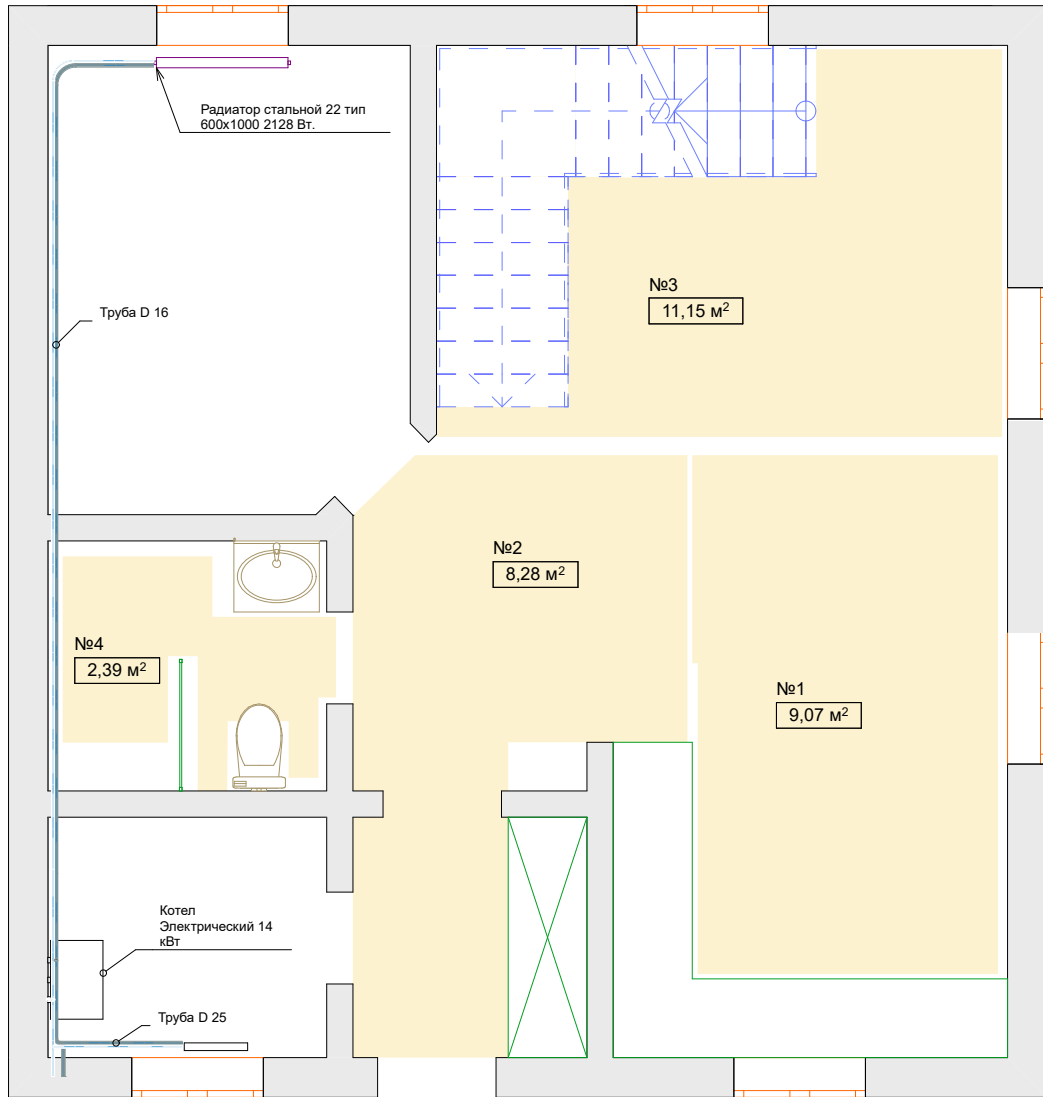 Радиатор стальной 22 тип
600x1000 2128 Вт.
№3
11,15 м²
Труба D 16
№2
8,28 м²
№4
2,39 м²
№1
9,07 м²
Котел
Электрический 14
кВт
Труба D 25